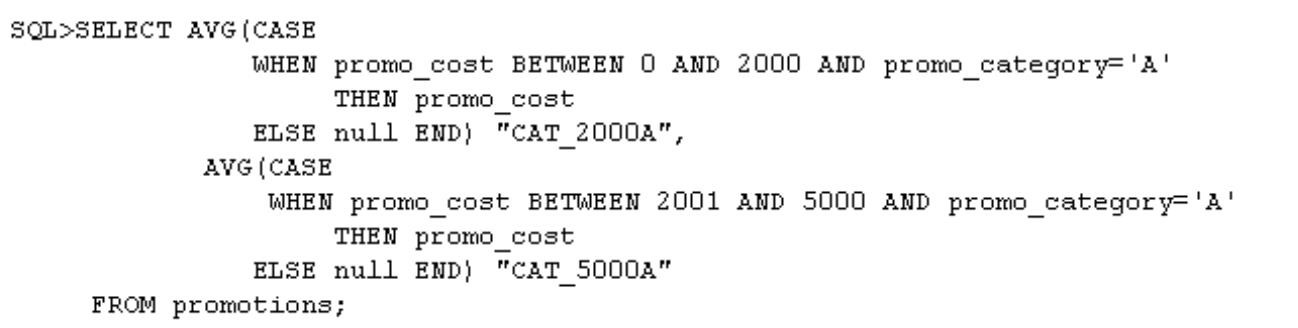 SQL>SELECT AVG(CASE
WHEN promo_cost BETWEEN 0 AND 2000 AND promo_category='A'
THEN promo_cost
ELSE null END) "CAT_2000A",
AVG(CASE
WHEN promo_cost BETWEEN 2001 AND 5000 AND promo_category='A'
THEN promo_cost
ELSE null END) "CAT_5000A"
FROM promotions;